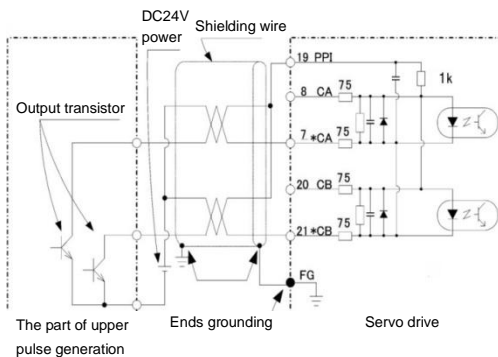 DC24V
power
Shielding wire
19 PPI
8 CA 75
1k
Output transistor
75
7 *CA
20 CB 75
75
21 *CB
FG
The part of upper
pulse generation
Ends grounding
Servo drive